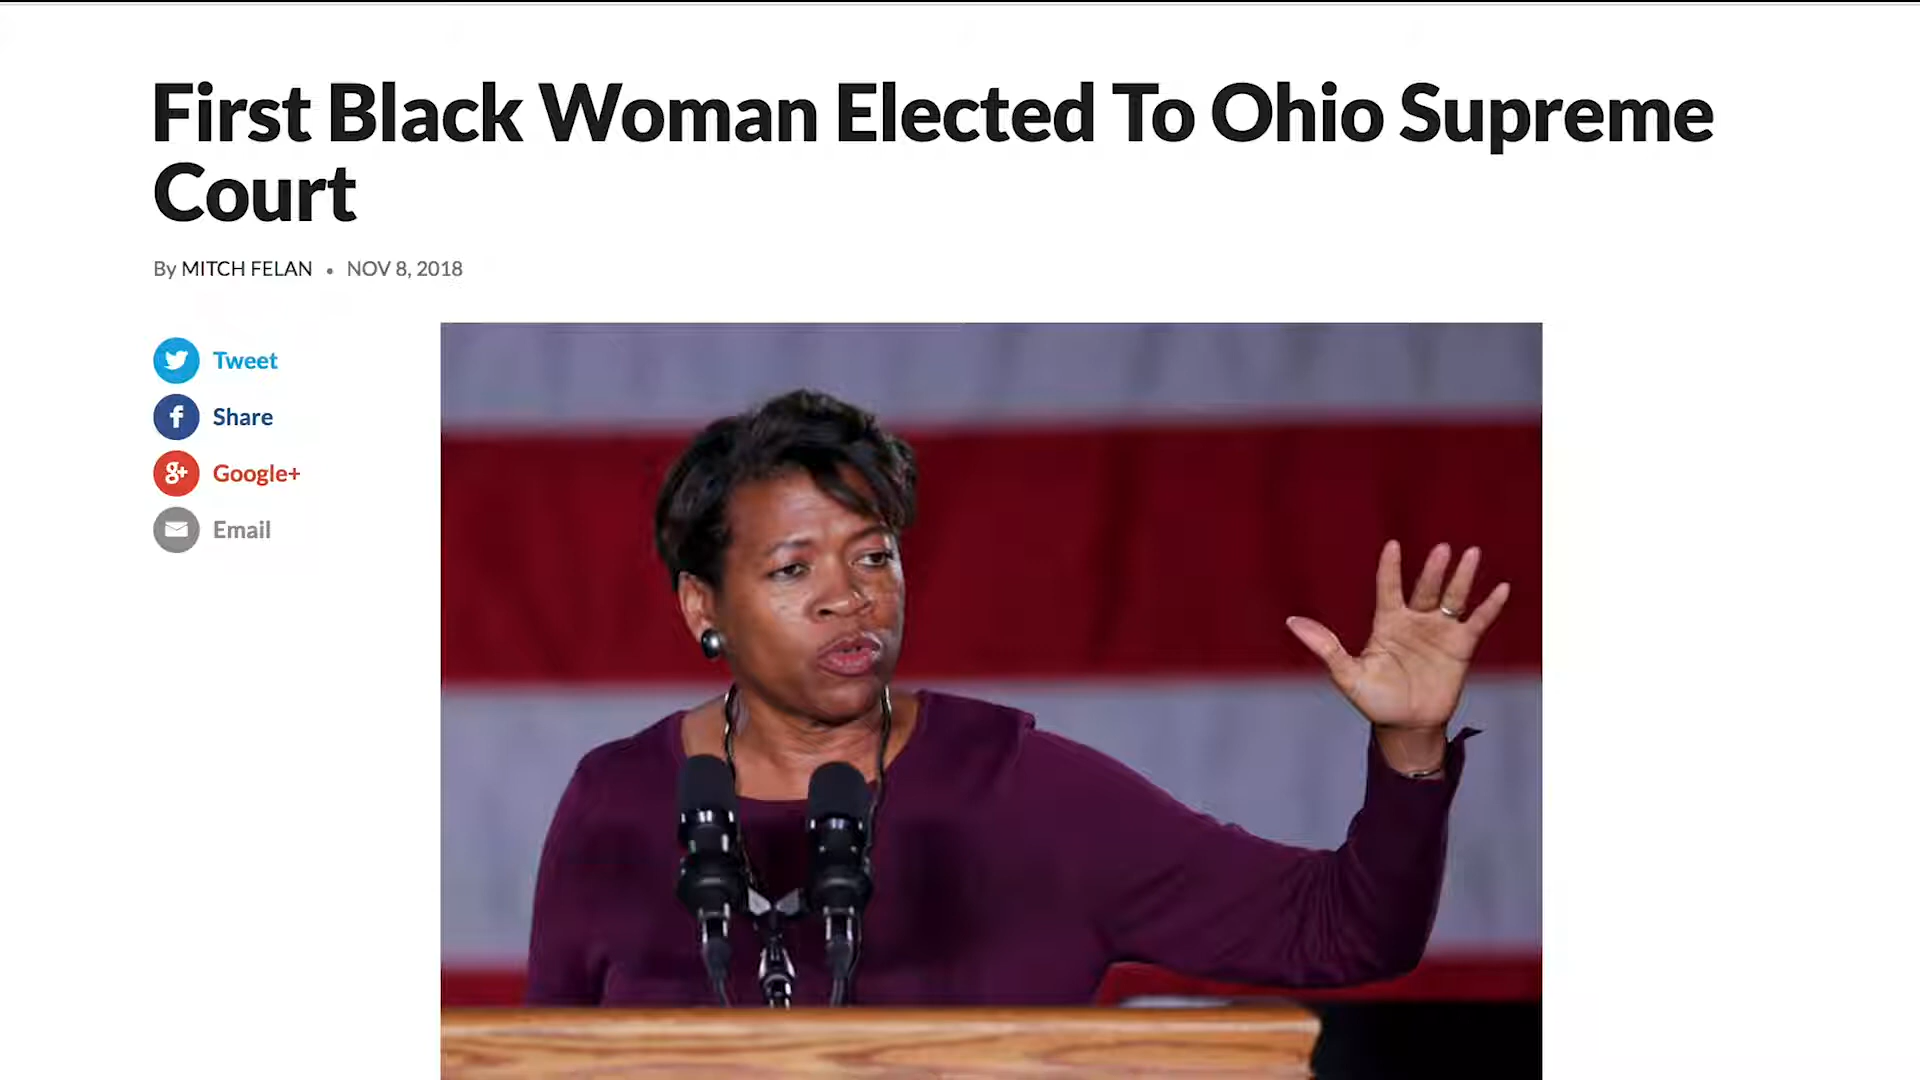 First Black Woman Elected To Ohio Supreme
Court
By MITCH FELAN • NOV 8, 2018
Tweet
f Share
g+ Google+
Email